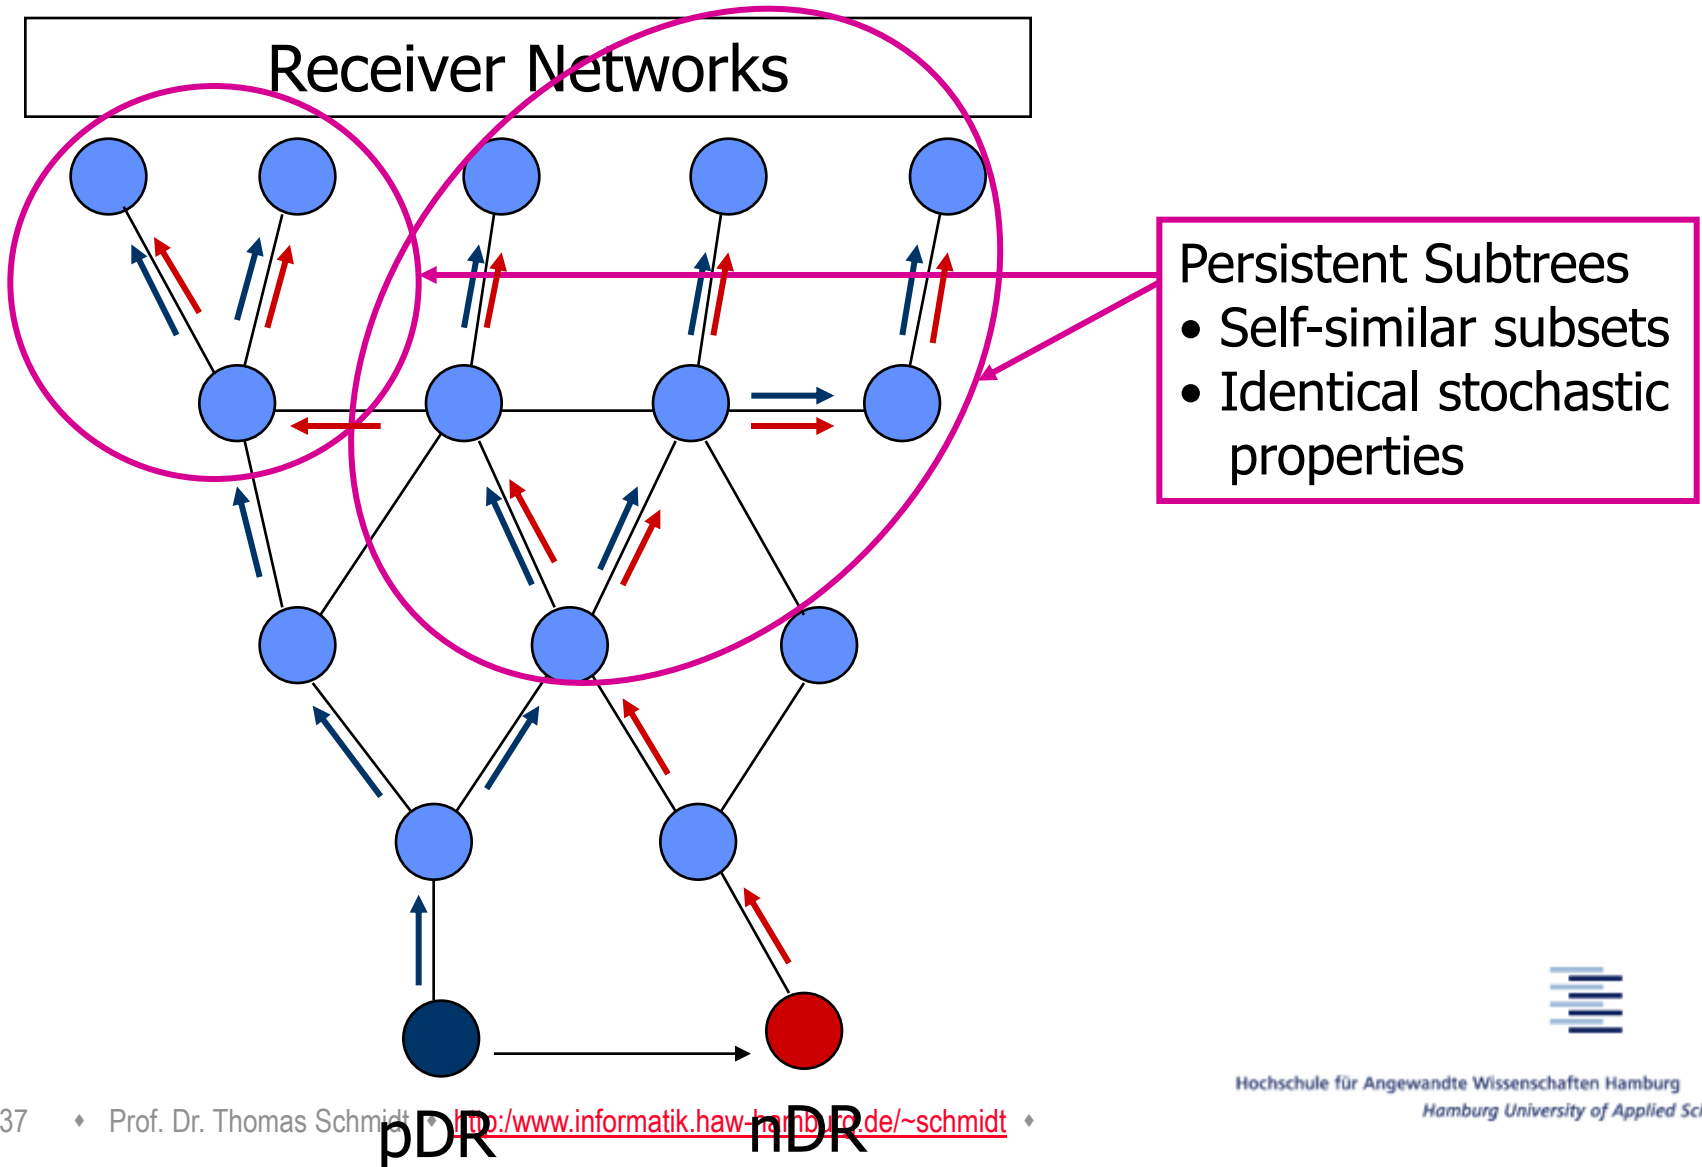 Receiver Networks
Persistent Subtrees
• Self-similar subsets
• Identical stochastic
properties
Hochschule für Angewandte Wissenschaften Hamburg
Hamburg University of Applied Sci
37 ♦ Prof. Dr. Thomas Schmidt ♦ http:/www.informatik.haw-hamburg.de/~schmidt ♦
pDR
nDR